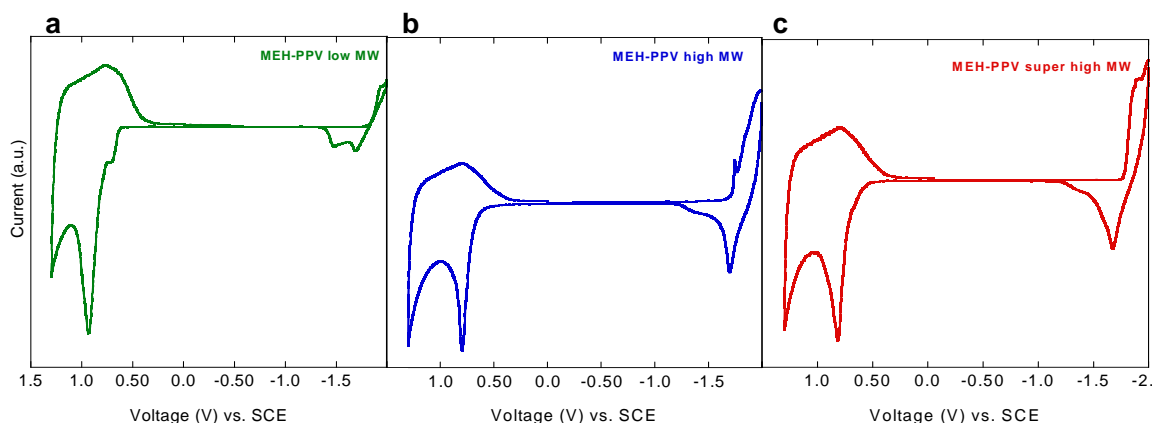 a
b
c
MEH-PPV low MW
MEH-PPV high MW
MEH-PPV super high MW
Current (a.u.)
1.5 1.0 0.50 0.0 -0.50 -1.0 -1.5
1.0 0.50 0.0 -0.50 -1.0 -1.5
1.0 0.50 0.0 -0.50 -1.0 -1.5 -2.
Voltage (V) vs. SCE
Voltage (V) vs. SCE
Voltage (V) vs. SCE